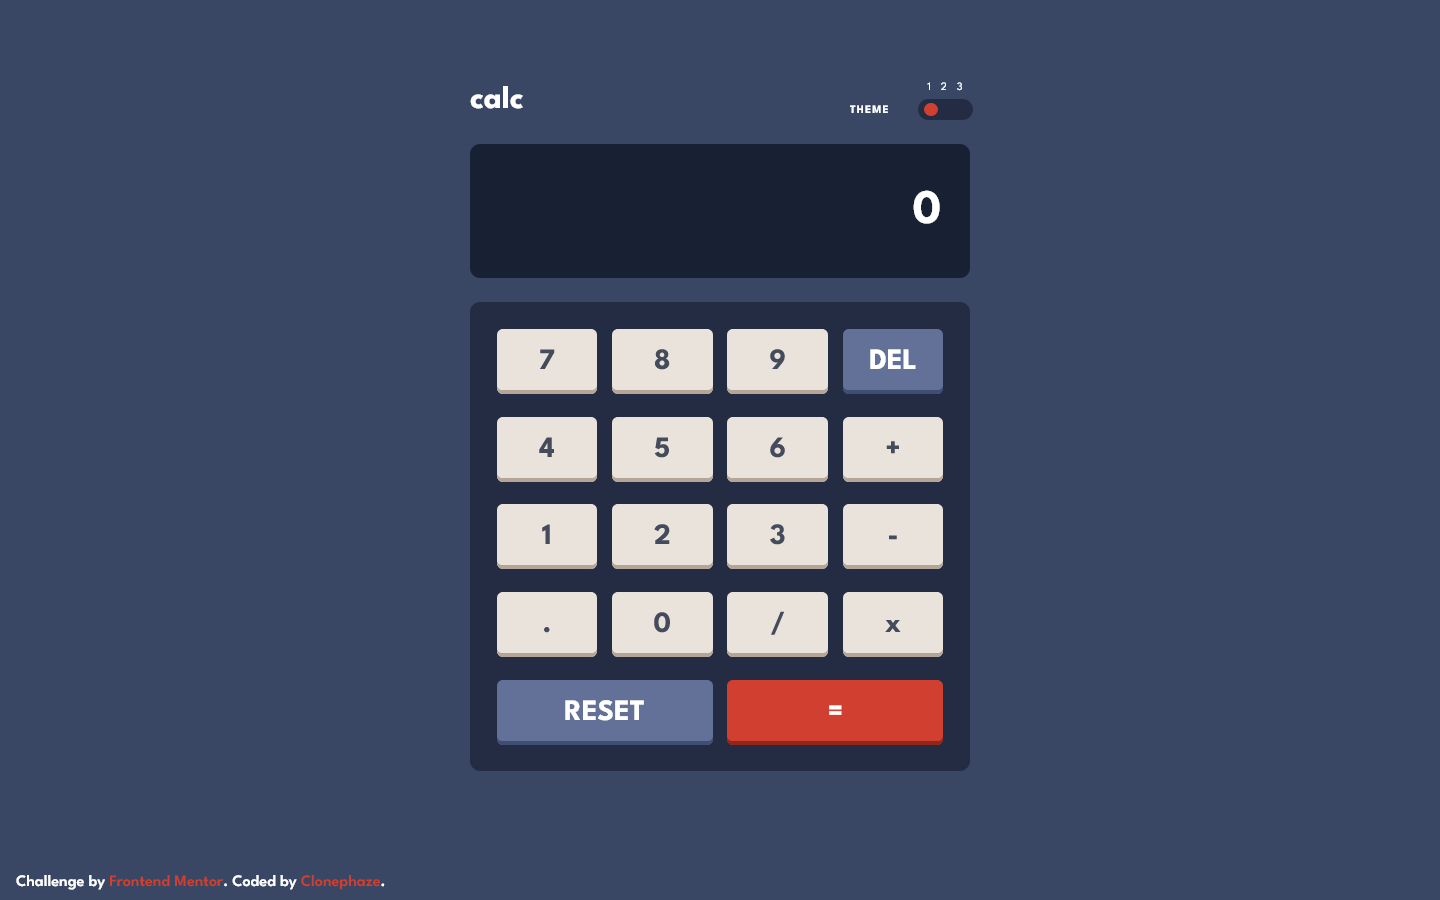 calc
1 2 3
THEME
0
7 8 9 DEL
4 5 6 +
1 2 3 -
. 0 / x
RESET =
Challenge by Frontend Mentor. Coded by Clonephaze.